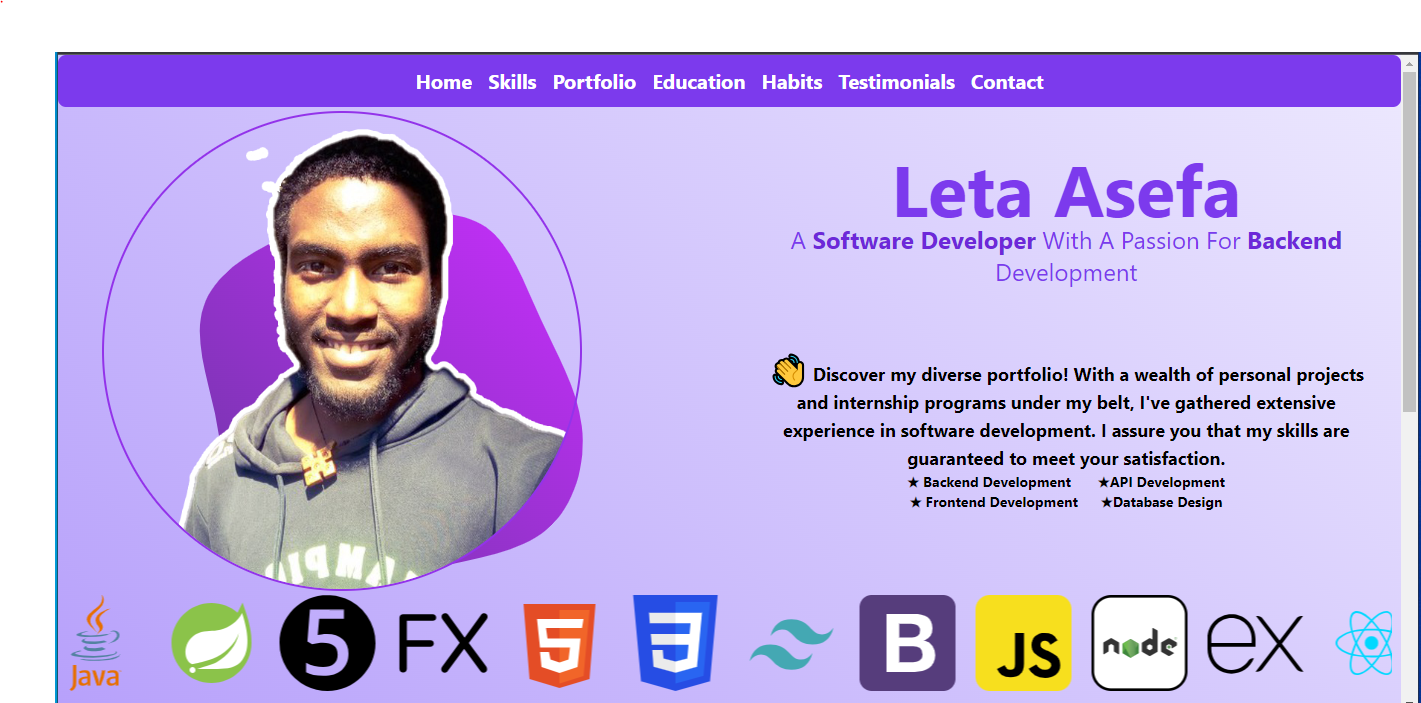 Home Skills Portfolio Education Habits Testimonials Contact
Leta Asefa
A Software Developer With A Passion For Backend
Development
👋 Discover my diverse portfolio! With a wealth of personal projects
and internship programs under my belt, I've gathered extensive
experience in software development. I assure you that my skills are
guaranteed to meet your satisfaction.
★ Backend Development ★API Development
★ Frontend Development ★Database Design
Java 5 FX 5 3 B JS node ex